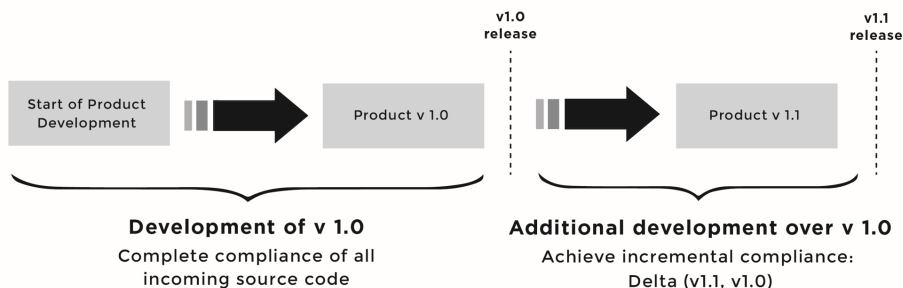 v1.0
release
v1.1
release
Start of Product
Development
Product v 1.0
Product v 1.1
Development of v 1.0
Complete compliance of all
incoming source code
Additional development over v 1.0
Achieve incremental compliance:
Delta (v1.1, v1.0)